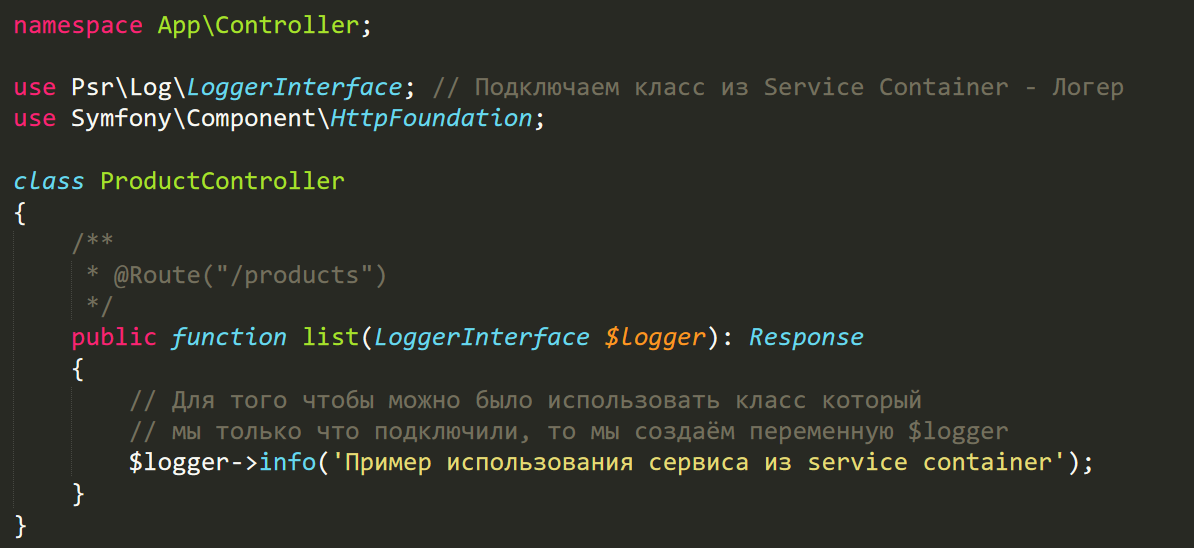 namespace App\Controller;
use Psr\Log\LoggerInterface; // Подключаем класс из Service Container - Логер
use Symfony\Component\HttpFoundation;
class ProductController
{
/**
* @Route("/products")
*/
public function list(LoggerInterface $logger): Response
{
// Для того чтобы можно было использовать класс который
// мы только что подключили, то мы создаём переменную $logger
$logger->info('Пример использования сервиса из service container');
}
}